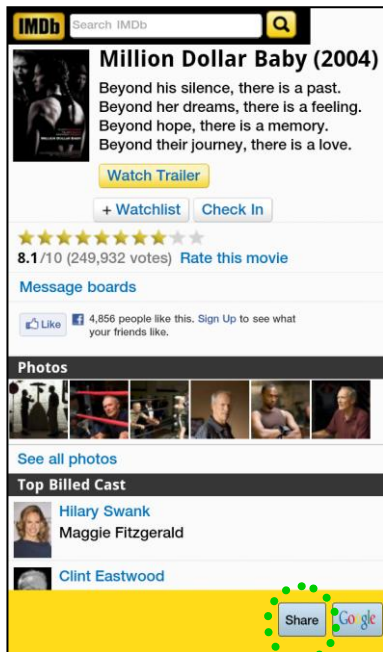 IMDb Search IMDb
Million Dollar Baby (2004)
Beyond his silence, there is a past.
Beyond her dreams, there is a feeling.
Beyond hope, there is a memory.
Beyond their journey, there is a love.
Watch Trailer
+ Watchlist Check In
8.1/10 (249,932 votes) Rate this movie
Message boards
Like f 4,856 people like this. Sign Up to see what
your friends like.
Photos
See all photos
Top Billed Cast
Hilary Swank
Maggie Fitzgerald
Clint Eastwood
Share Google